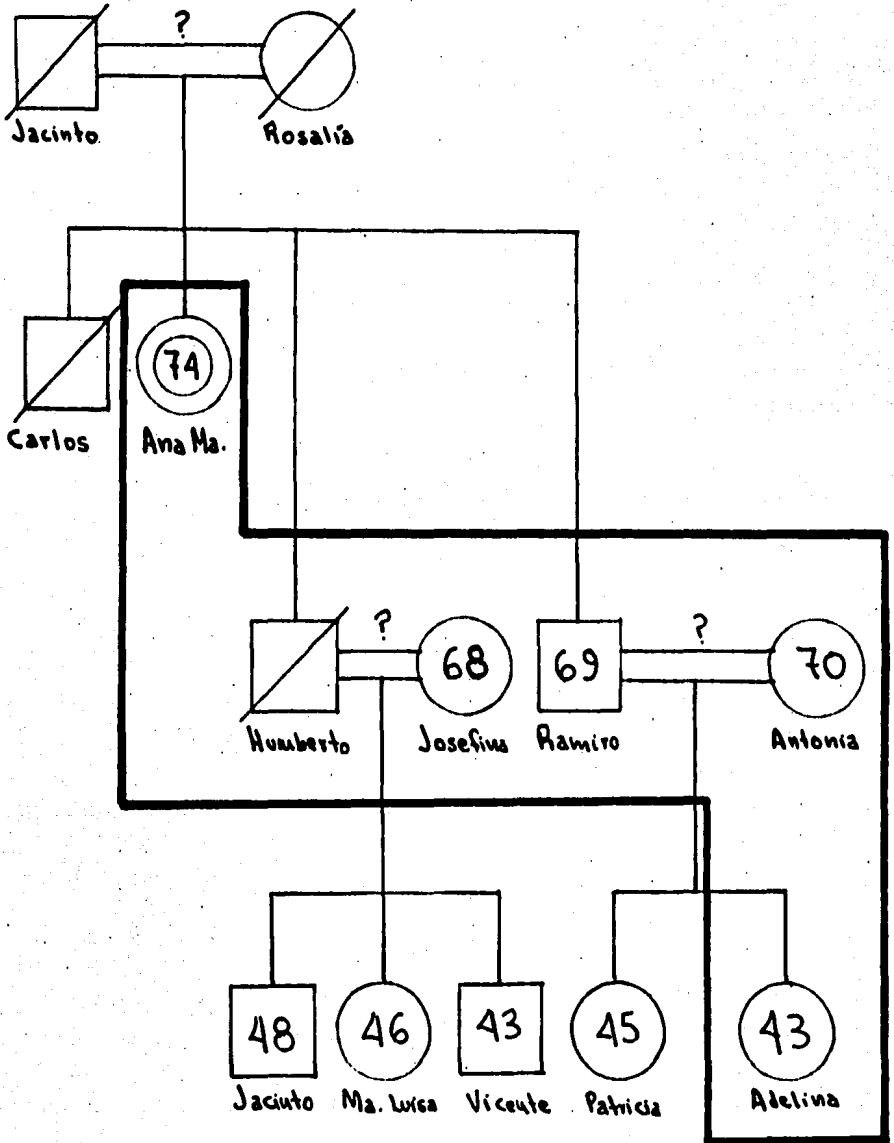 ?
Jacinto
Rosalía
74
Carlos
Ana Ma.
? ?
68 69 70
Humberto Josefina Ramiro Antonia
48 46 43 45 43
Jacinto Ma. Luisa Vicente Patricia Adelina